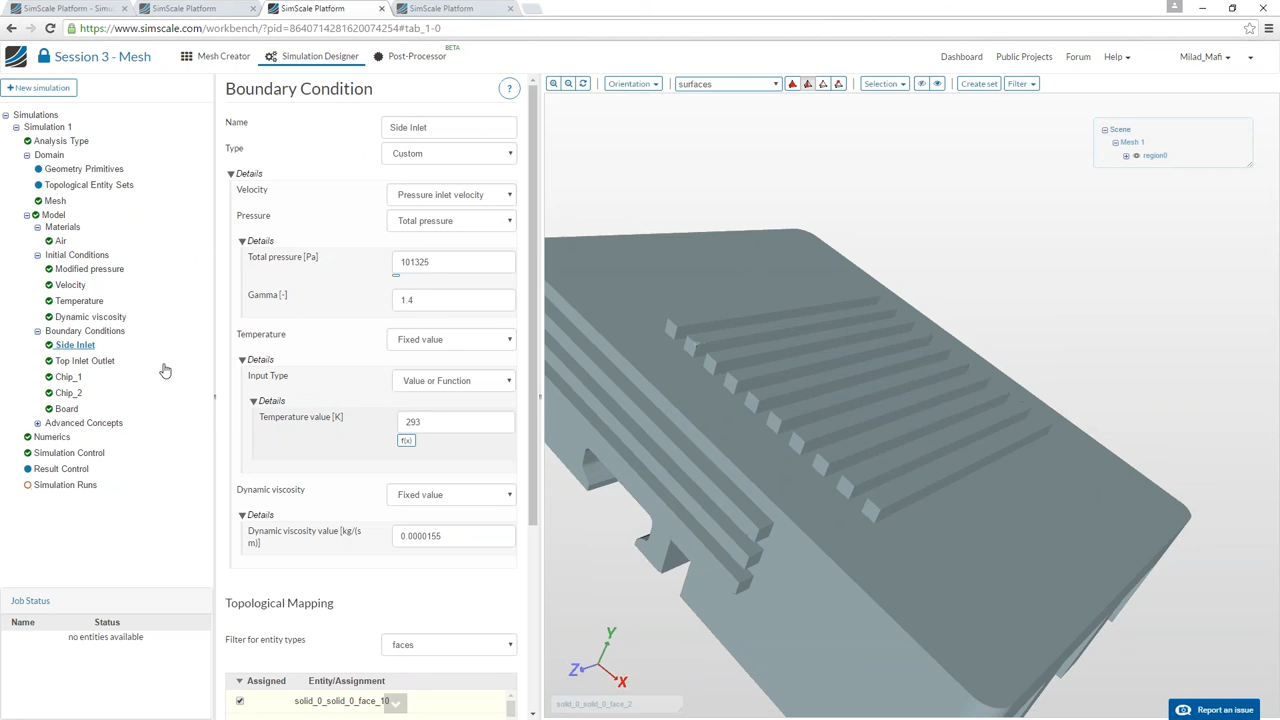 SimScale Platform - Simu
SimScale Platform
SimScale Platform
SimScale Platform
https://www.simscale.com/workbench/?pid=8640714281620074254#tab_1-0
Session 3 - Mesh
Mesh Creator
Simulation Designer
Post-Processor
BETA
Dashboard
Public Projects
Forum
Help
Milad_Mafi
New simulation
Simulations
Simulation 1
Analysis Type
Domain
Geometry Primitives
Topological Entity Sets
Mesh
Model
Materials
Air
Initial Conditions
Modified pressure
Velocity
Temperature
Dynamic viscosity
Boundary Conditions
Side Inlet
Top Inlet Outlet
Chip_1
Chip_2
Board
Advanced Concepts
Numerics
Simulation Control
Result Control
Simulation Runs
Job Status
Name Status
no entities available
Boundary Condition
?
Name Side Inlet
Type Custom
Details
Velocity Pressure inlet velocity
Pressure Total pressure
Details
Total pressure [Pa] 101325
Gamma [-] 1.4
Temperature Fixed value
Details
Input Type Value or Function
Details
Temperature value [K] 293
f(x)
Dynamic viscosity Fixed value
Details
Dynamic viscosity value [kg/(s
m)] 0.0000155
Topological Mapping
Filter for entity types faces
Assigned Entity/Assignment
solid_0_solid_0_face_10
Orientation
surfaces
Selection
Create set
Filter
Scene
Mesh 1
region0
Y
Z
X
solid_0_solid_0_face_2
Report an issue